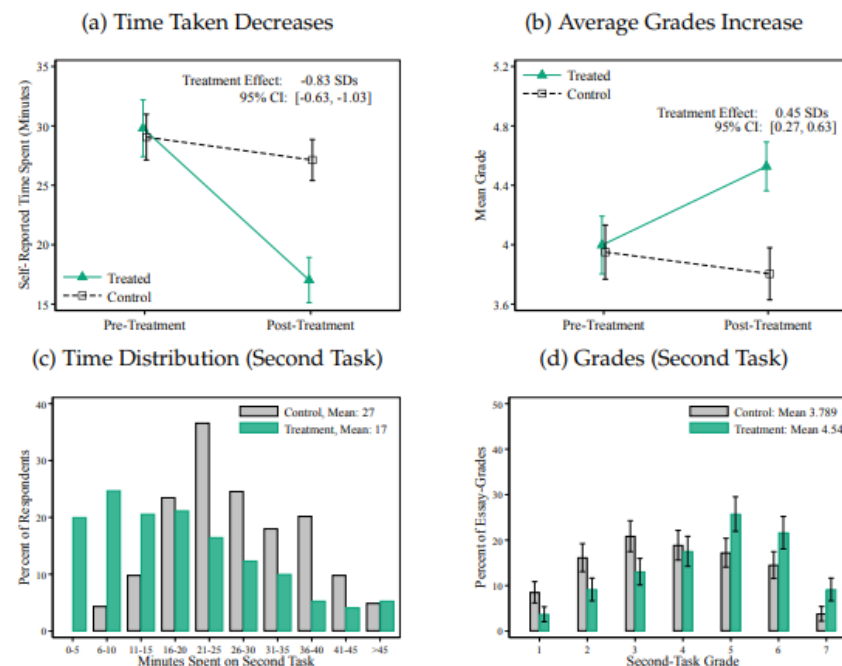 (a) Time Taken Decreases
Self-Reported Time Spent (Minutes)
35
30
25
20
15
Treatment Effect: -0.83 SDs
95% CI: [-0.63, -1.03]
Treated
Control
Pre-Treatment
Post-Treatment
(b) Average Grades Increase
Mean Grade
5.2
4.8
4.4
4
3.6
Treated
Control
Treatment Effect: 0.45 SDs
95% CI: [0.27, 0.63]
Pre-Treatment
Post-Treatment
(c) Time Distribution (Second Task)
Percent of Respondents
40
30
20
10
0
Control, Mean: 27
Treatment, Mean: 17
0-5 6-10 11-15 16-20 21-25 26-30 31-35 36-40 41-45 >45
Minutes Spent on Second Task
(d) Grades (Second Task)
Percent of Essay-Grades
50
40
30
20
10
0
Control: Mean 3.789
Treatment: Mean 4.54
1 2 3 4 5 6 7
Second-Task Grade